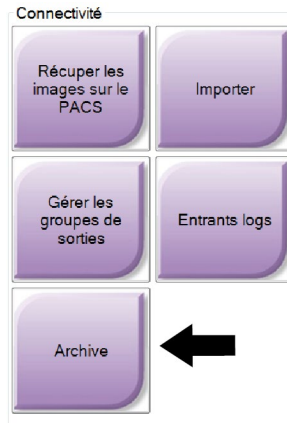 Connectivité
Récuper les
images sur le
PACS
Importer
Gérer les
groupes de
sorties
Entrants logs
Archive